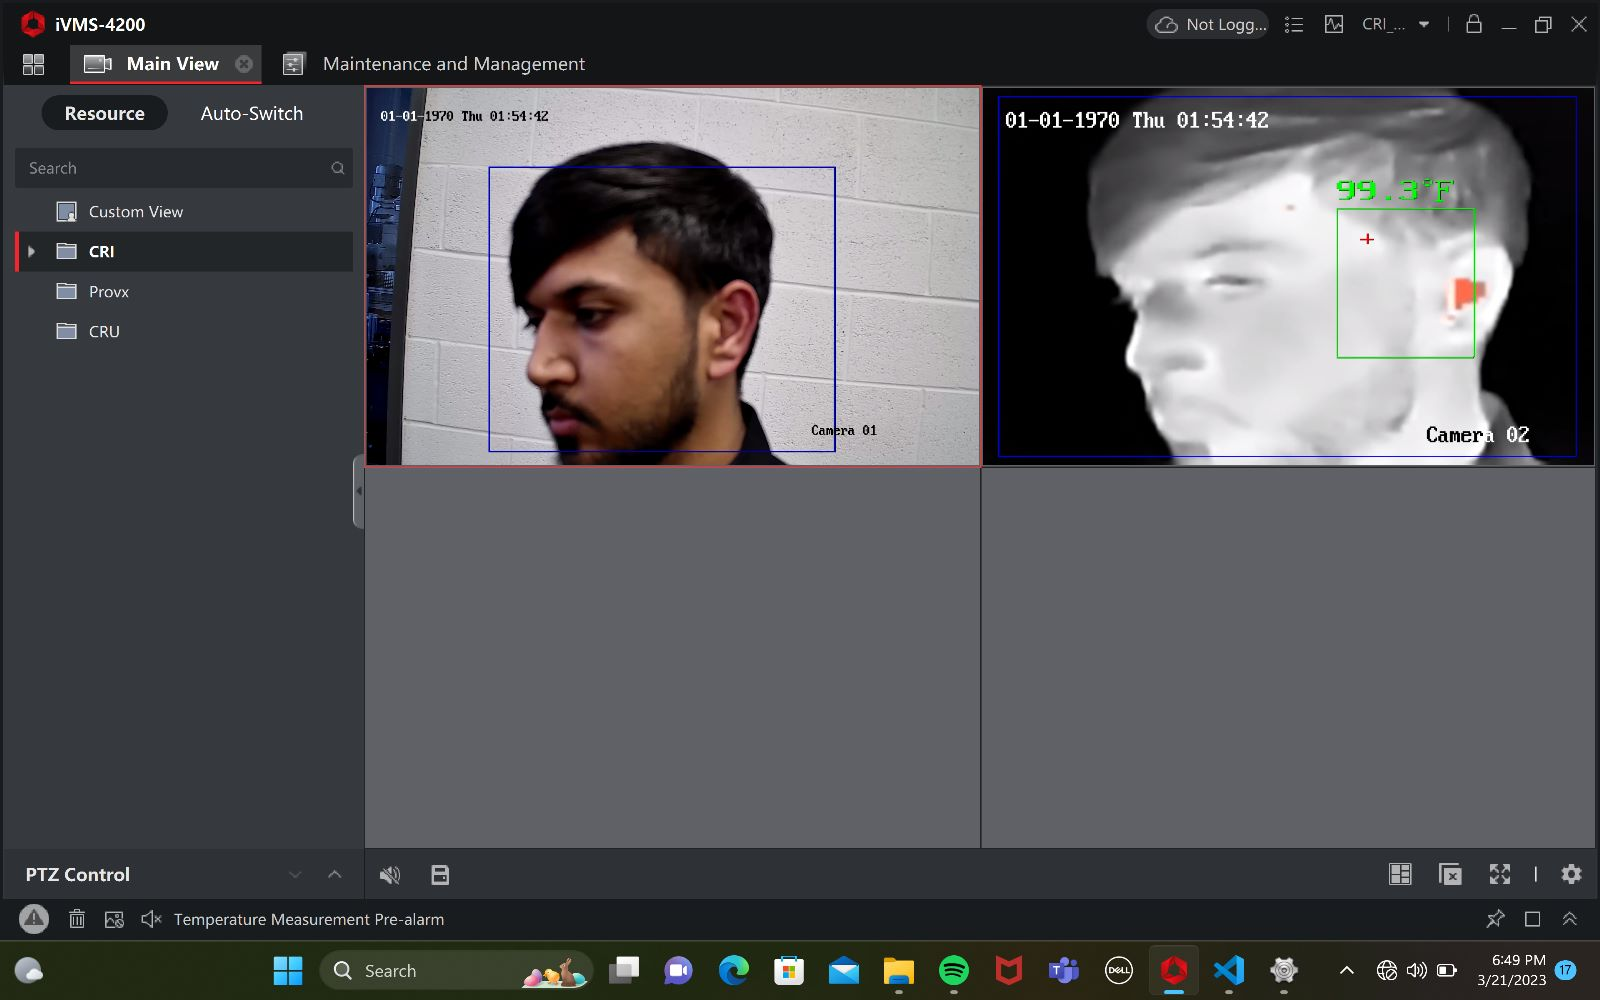 iVMS-4200
Not Logg...
CRI_...
Main View
Maintenance and Management
Resource
Auto-Switch
Search
Custom View
CRI
Provx
CRU
01-01-1970 Thu 01:54:42
Camera 01
01-01-1970 Thu 01:54:42
99.3°F
Camera 02
PTZ Control
Temperature Measurement Pre-alarm
Search
DELL
6:49 PM
3/21/2023
17